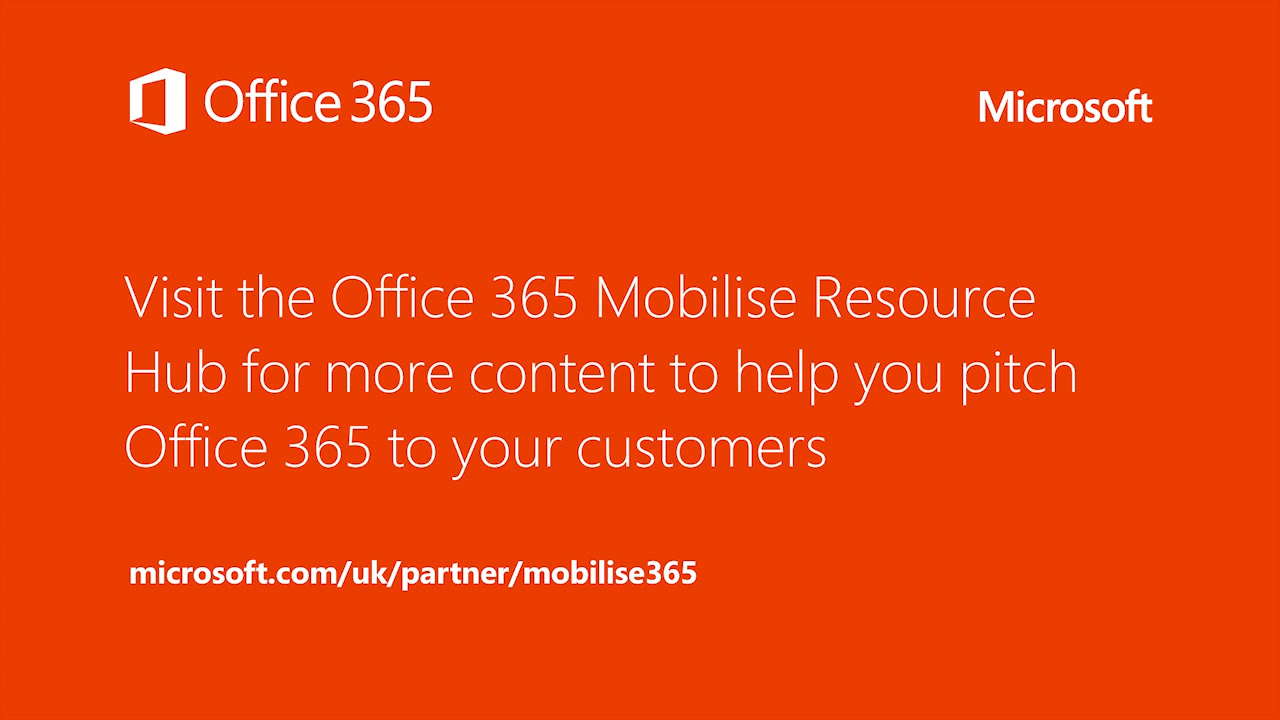 Office 365
Microsoft
Visit the Office 365 Mobilise Resource
Hub for more content to help you pitch
Office 365 to your customers
microsoft.com/uk/partner/mobilise365